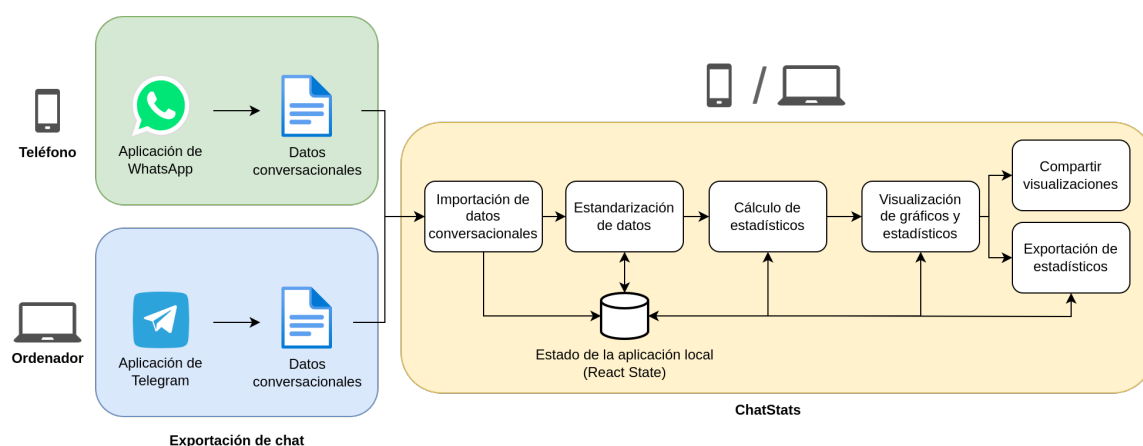 Teléfono
Aplicación de
WhatsApp
Datos
conversacionales
Ordenador
Aplicación de
Telegram
Datos
conversacionales
Exportación de chat
/
Importación de
datos
conversacionales
Estandarización
de datos
Cálculo de
estadísticos
Visualización
de gráficos y
estadísticos
Compartir
visualizaciones
Exportación de
estadísticos
Estado de la aplicación local
(React State)
ChatStats